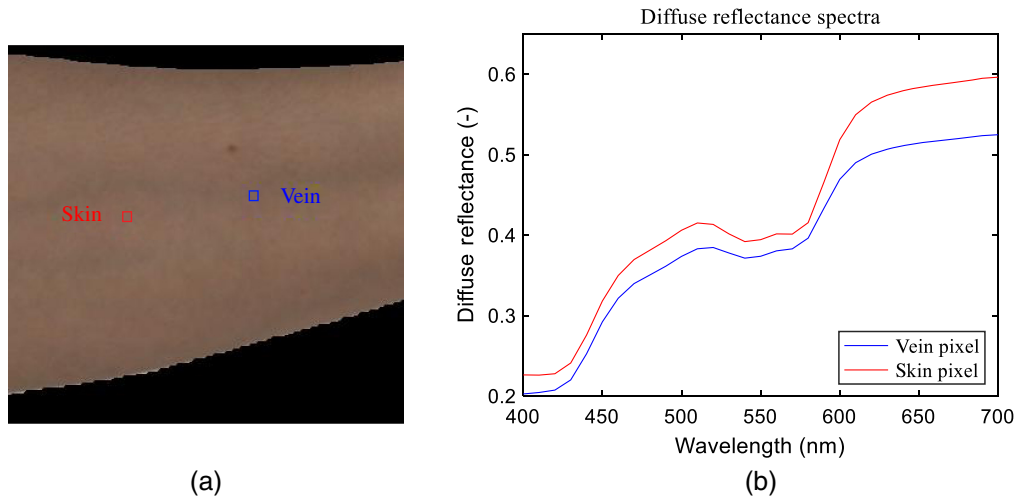 Skin
Vein
(a)
Diffuse reflectance spectra
Diffuse reflectance (-)
0.6
0.5
0.4
0.3
0.2
400 450 500 550 600 650 700
Wavelength (nm)
Vein pixel
Skin pixel
(b)